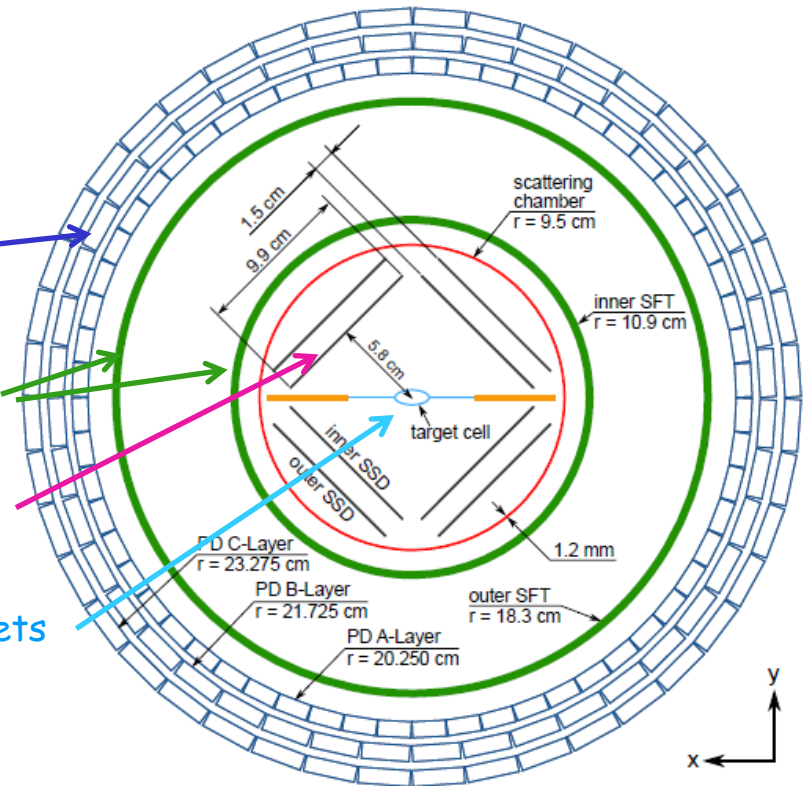 1.5 cm
9.9 cm
scattering
chamber
r = 9.5 cm
inner SFT
r = 10.9 cm
5.8 cm
target cell
inner SSD
outer SSD
1.2 mm
PD C-Layer
r = 23.275 cm
PD B-Layer
r = 21.725 cm
outer SFT
r = 18.3 cm
ets
PD A-Layer
r = 20.250 cm
y
x